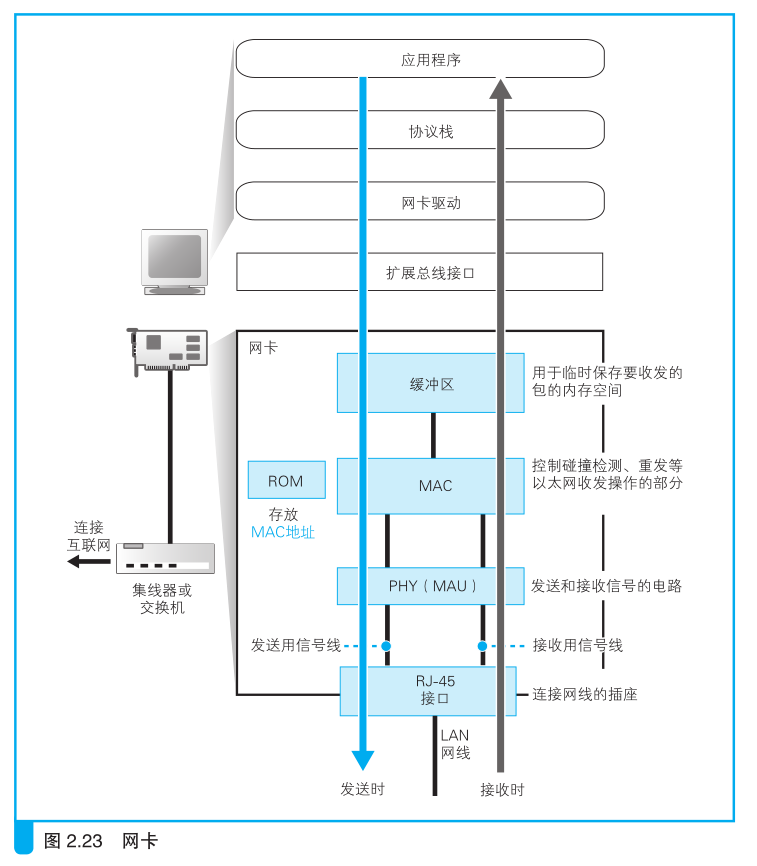 应用程序
协议栈
网卡驱动
扩展总线接口
网卡
缓冲区
用于临时保存要收发的
包的内存空间
ROM
存放
MAC地址
MAC
控制碰撞检测、重发等
以太网收发操作的部分
连接
互联网
集线器或
交换机
PHY（MAU）
发送和接收信号的电路
发送用信号线
接收用信号线
RJ-45
接口
连接网线的插座
LAN
网线
发送时
接收时
图 2.23 网卡